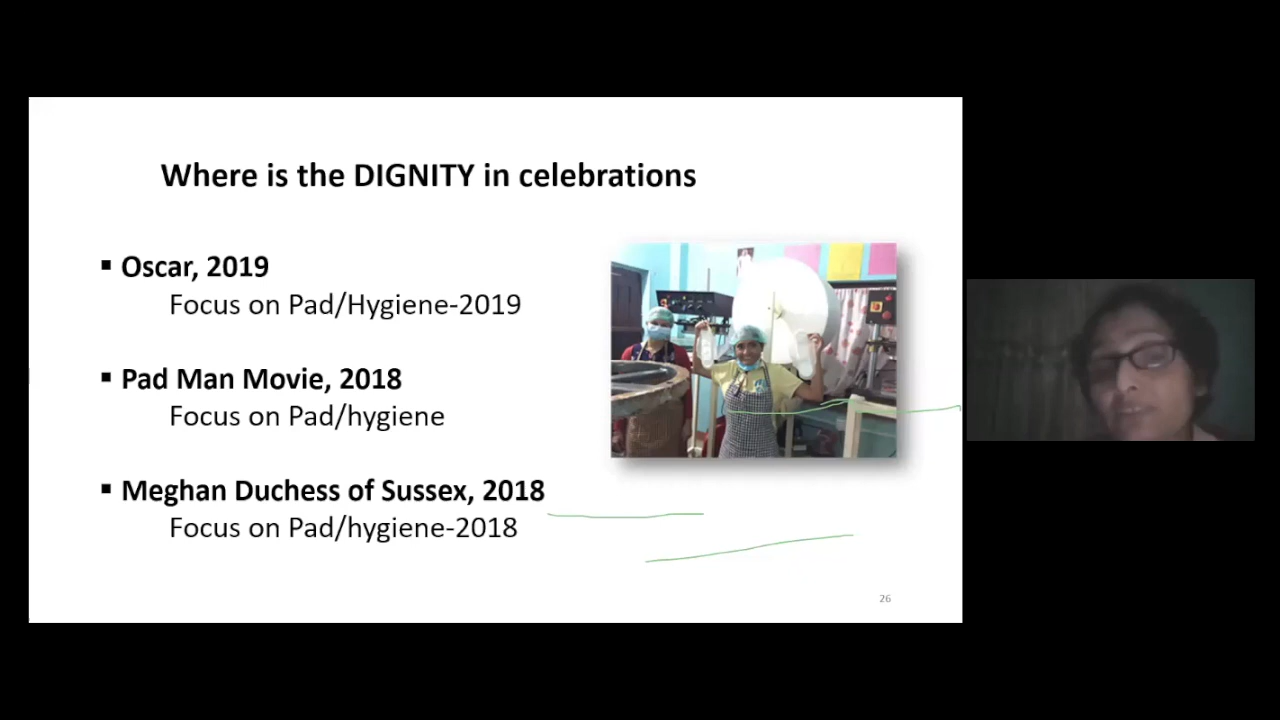 Where is the DIGNITY in celebrations
▪ Oscar, 2019
Focus on Pad/Hygiene-2019
▪ Pad Man Movie, 2018
Focus on Pad/hygiene
▪ Meghan Duchess of Sussex, 2018
Focus on Pad/hygiene-2018
26